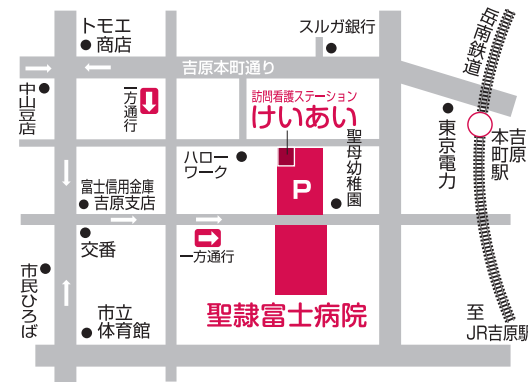 トモエ
商店
スルガ銀行
岳南鉄道
吉原本町通り
中山豆店
一方通行
訪問看護ステーション
けいあい
聖母幼稚園
東京電力
吉原
本町駅
ハロー
ワーク
P
富士信用金庫
吉原支店
交番
一方通行
市民ひろば
市立
体育館
聖隷富士病院
至
JR吉原駅